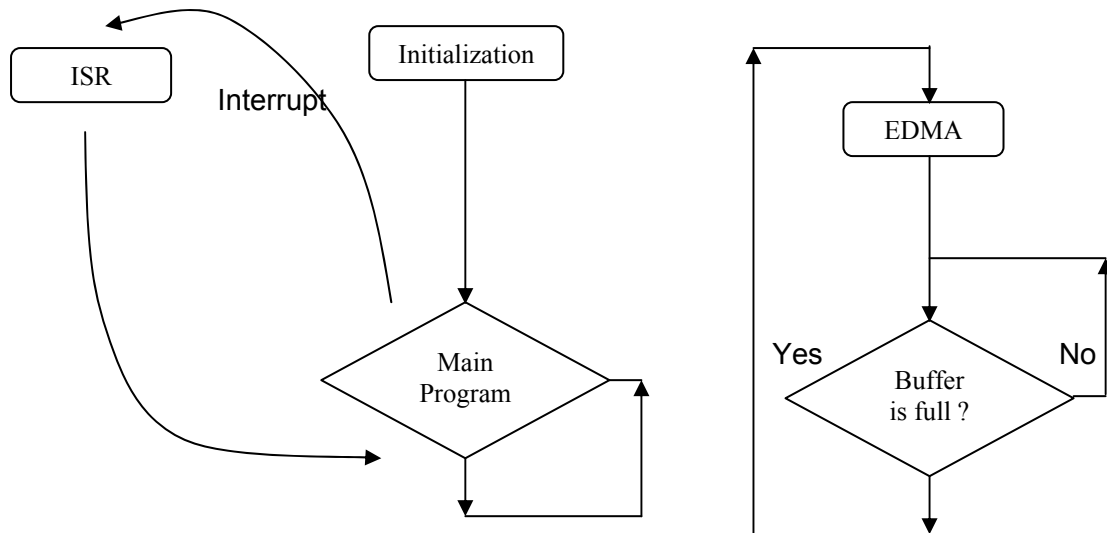 Initialization
ISR
Interrupt
Main
Program
EDMA
Yes
No
Buffer
is full ?